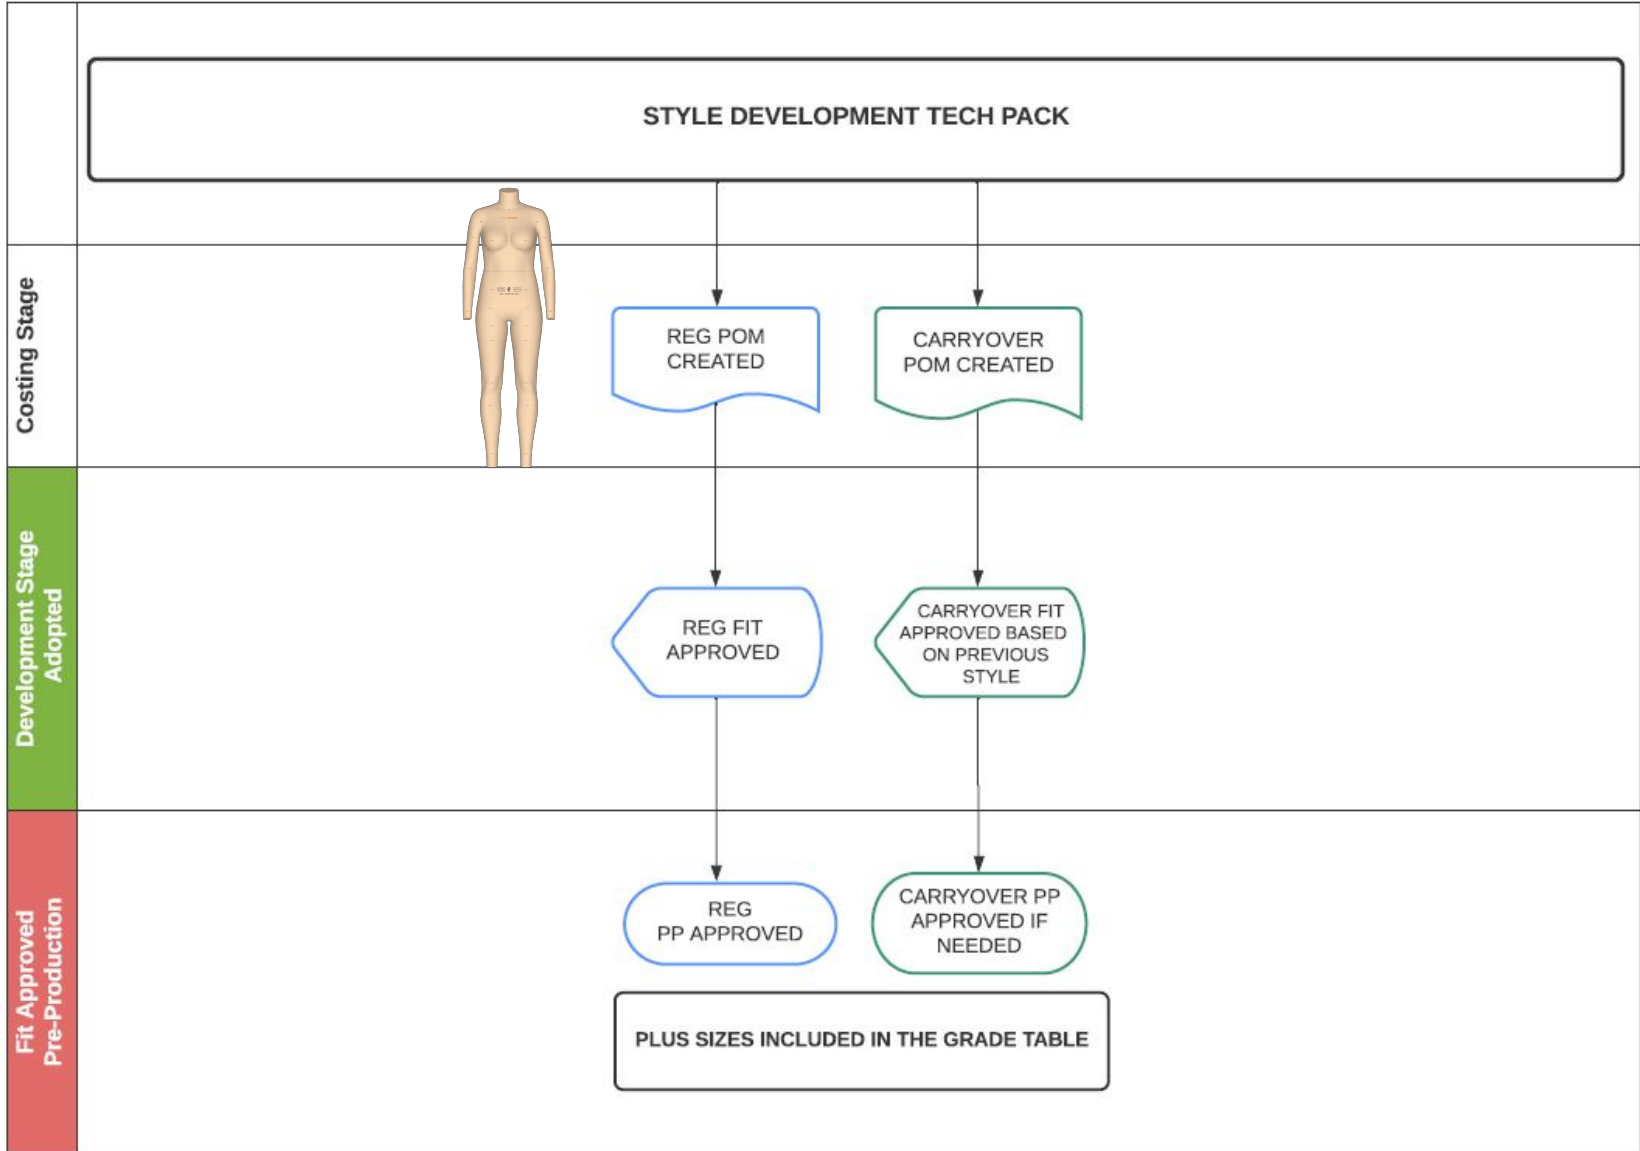 STYLE DEVELOPMENT TECH PACK
Costing Stage
REG POM
CREATED
CARRYOVER
POM CREATED
Development Stage
Adopted
REG FIT
APPROVED
CARRYOVER FIT
APPROVED BASED
ON PREVIOUS
STYLE
Fit Approved
Pre-Production
REG
PP APPROVED
CARRYOVER PP
APPROVED IF
NEEDED
PLUS SIZES INCLUDED IN THE GRADE TABLE